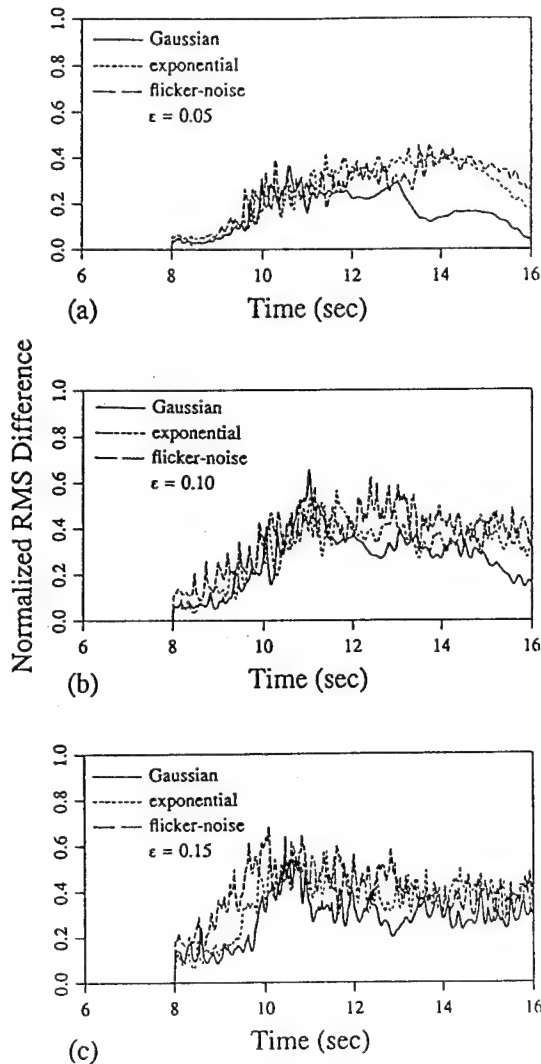 Normalized RMS Difference
1.0
0.8
0.6
0.4
0.2
0.0
Gaussian
exponential
flicker-noise
ε = 0.05
6 8 10 12 14 16
(a) Time (sec)
1.0
0.8
0.6
0.4
0.2
0.0
Gaussian
exponential
flicker-noise
ε = 0.10
6 8 10 12 14 16
(b) Time (sec)
1.0
0.8
0.6
0.4
0.2
0.0
Gaussian
exponential
flicker-noise
ε = 0.15
6 8 10 12 14 16
(c) Time (sec)